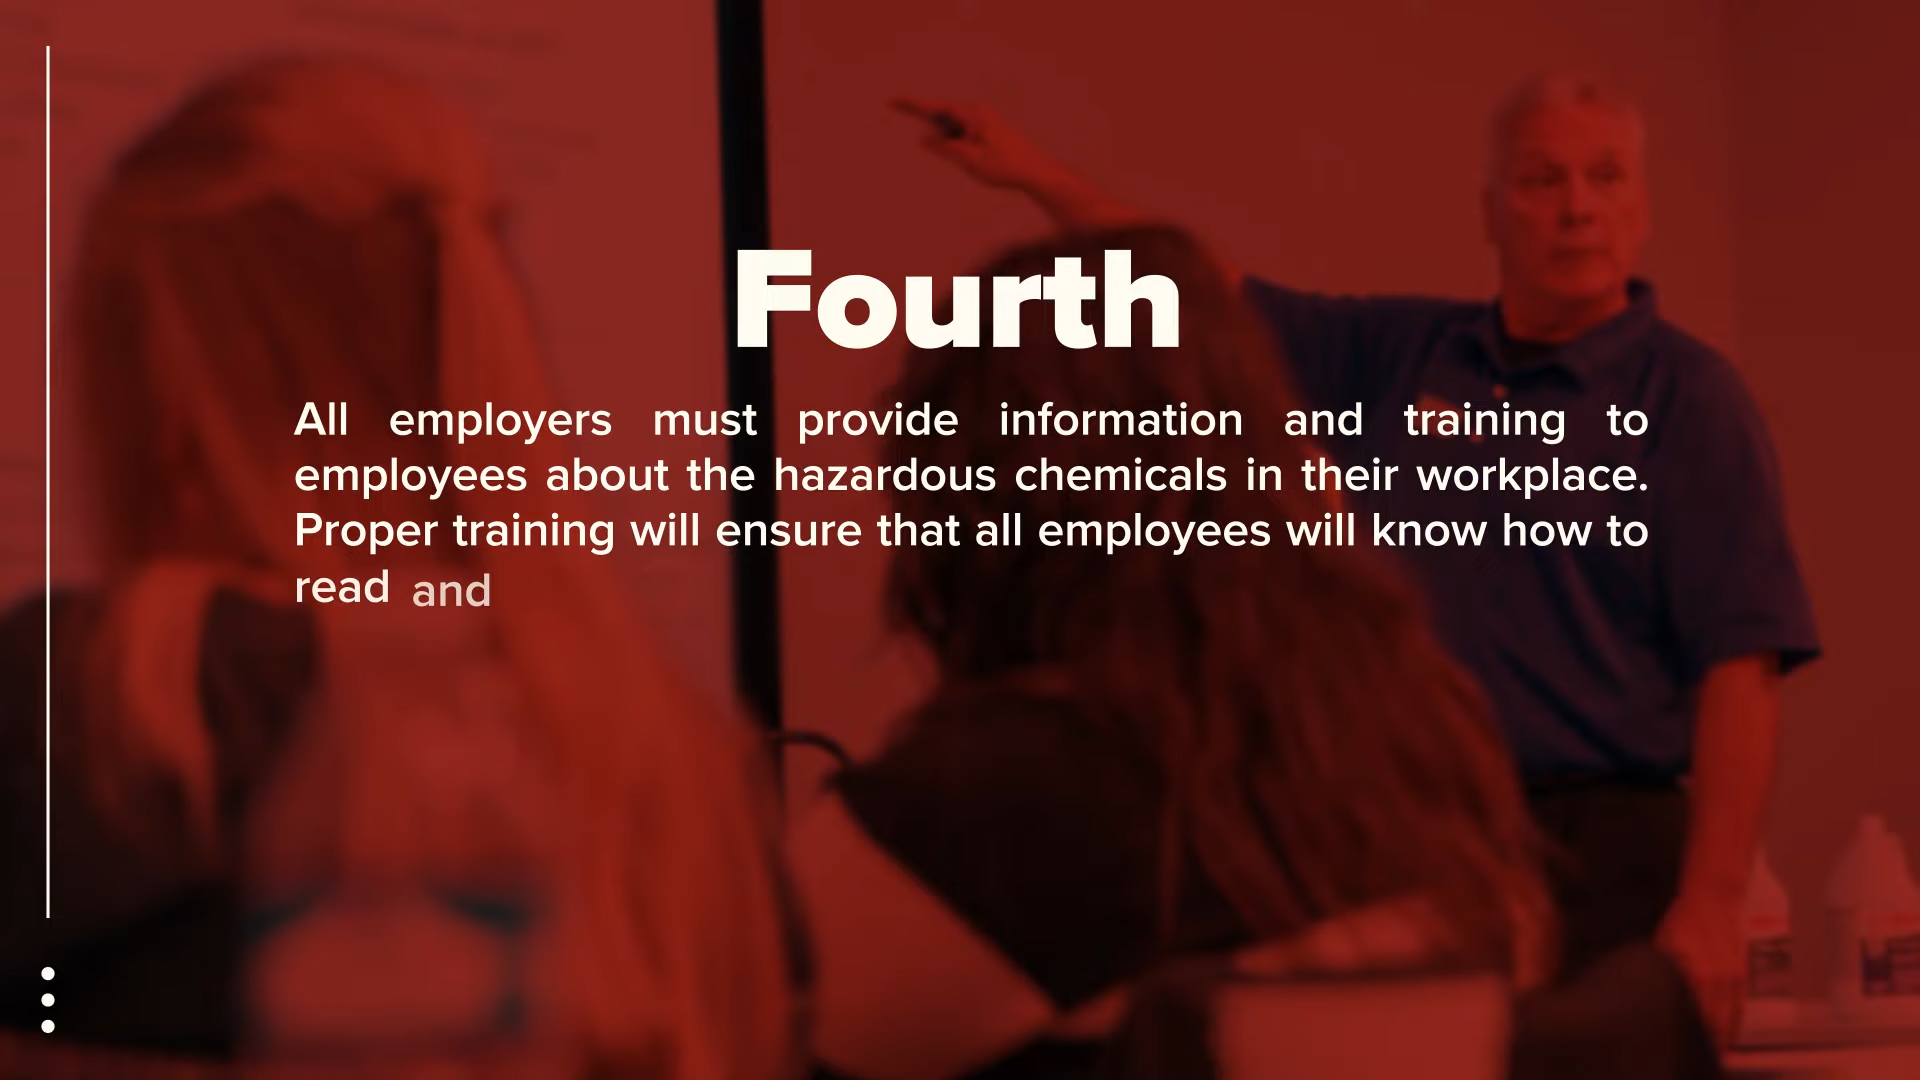 Fourth
All employers must provide information and training to
employees about the hazardous chemicals in their workplace.
Proper training will ensure that all employees will know how to
read and